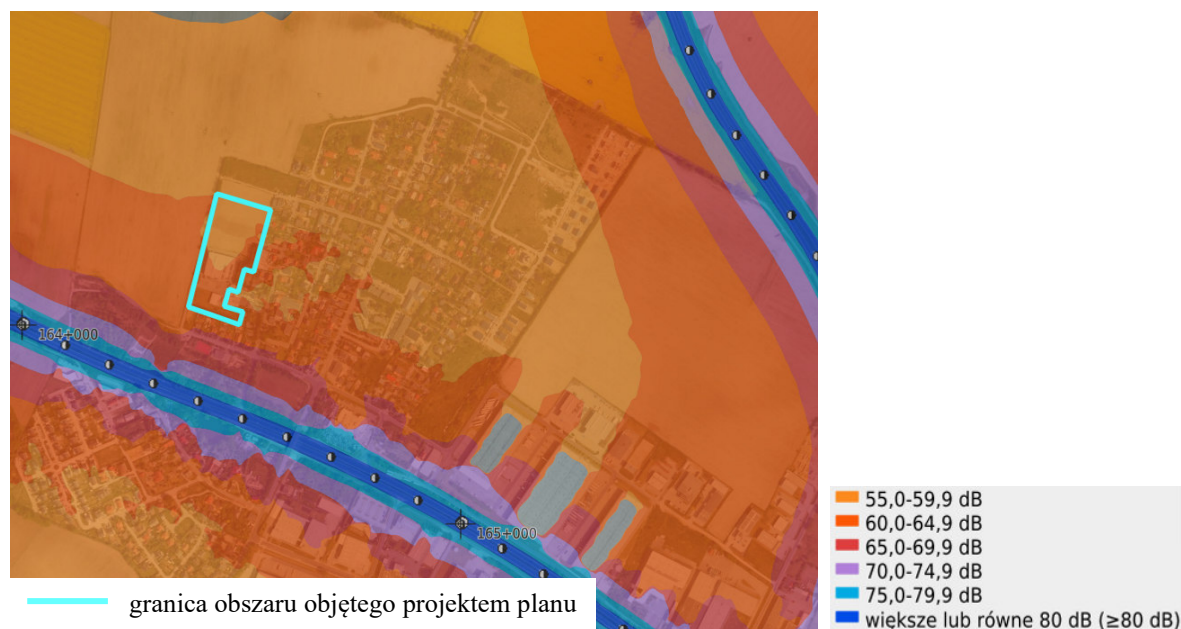 164+000
165+000
granica obszaru objętego projektem planu
55,0-59,9 dB
60,0-64,9 dB
65,0-69,9 dB
70,0-74,9 dB
75,0-79,9 dB
większe lub równe 80 dB (≥80 dB)